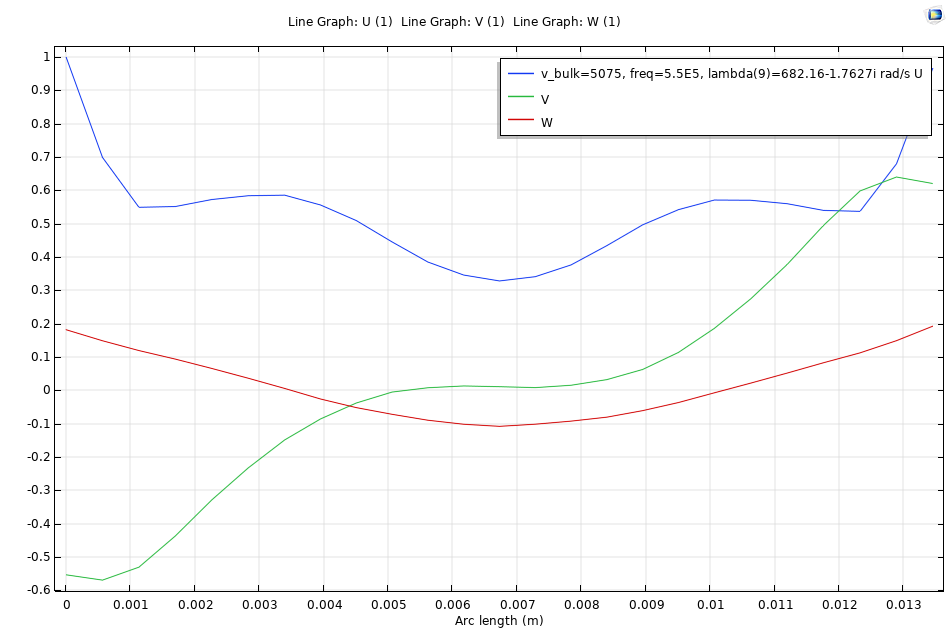 Line Graph: U (1)  Line Graph: V (1)  Line Graph: W (1)
v_bulk=5075, freq=5.5E5, lambda(9)=682.16-1.7627i rad/s U
V
W
1
0.9
0.8
0.7
0.6
0.5
0.4
0.3
0.2
0.1
0
-0.1
-0.2
-0.3
-0.4
-0.5
-0.6
0 0.001 0.002 0.003 0.004 0.005 0.006 0.007 0.008 0.009 0.01 0.011 0.012 0.013
Arc length (m)